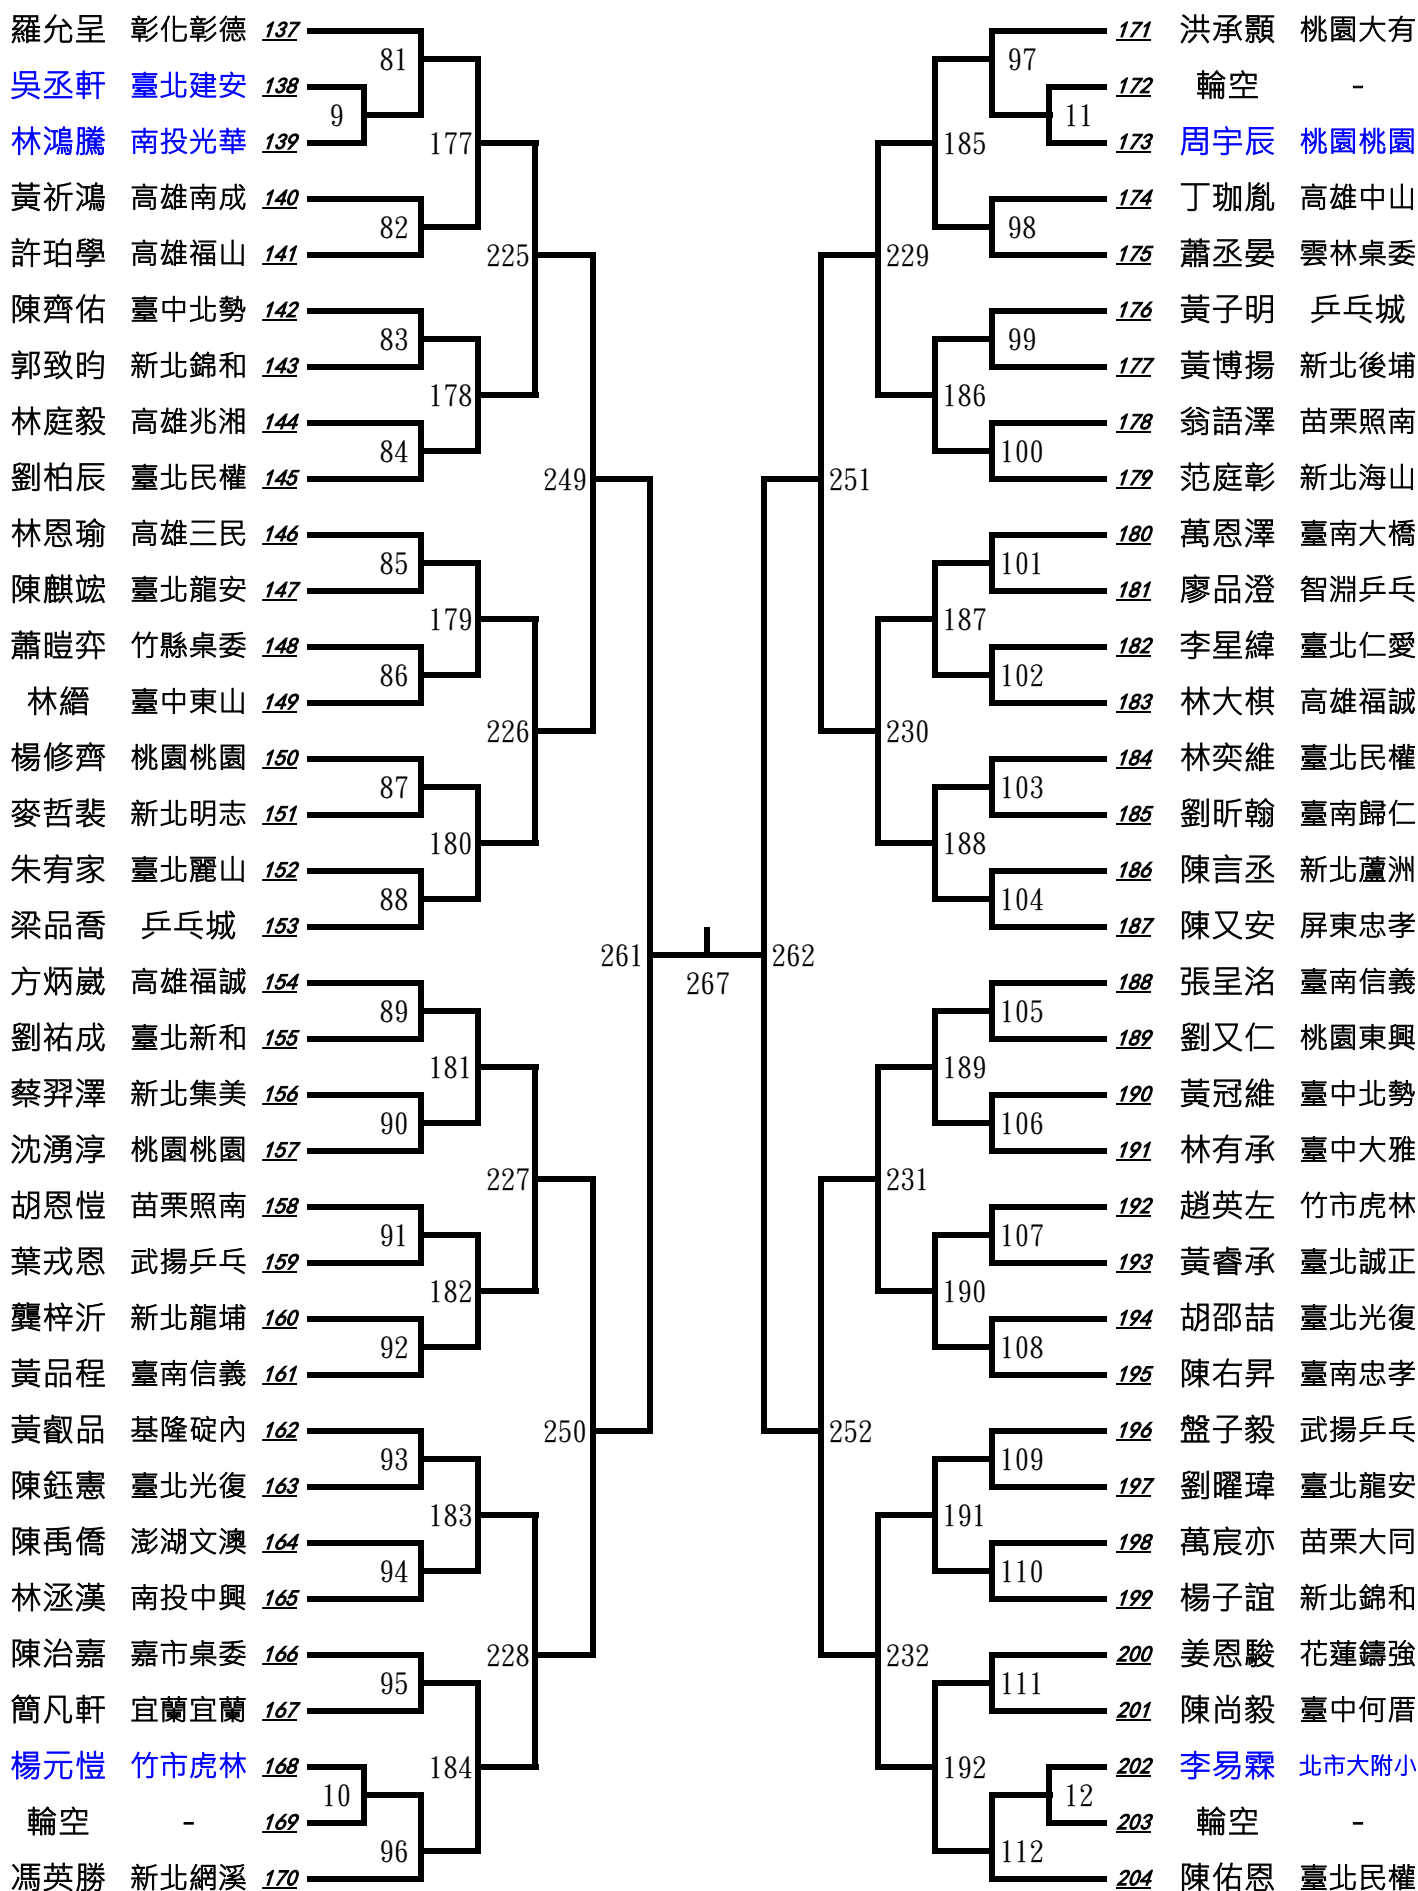 羅允呈 彰化彰德 137
吳丞軒 臺北建安 138
林鴻騰 南投光華 139
黃祈鴻 高雄南成 140
許珀學 高雄福山 141
陳齊佑 臺中北勢 142
郭致昀 新北錦和 143
林庭毅 高雄兆湘 144
劉柏辰 臺北民權 145
林恩瑜 高雄三民 146
陳麒竤 臺北龍安 147
蕭暟弈 竹縣桌委 148
林縉 臺中東山 149
楊修齊 桃園桃園 150
麥哲裴 新北明志 151
朱宥家 臺北麗山 152
梁品喬 乒乓城 153
方炳崴 高雄福誠 154
劉祐成 臺北新和 155
蔡羿澤 新北集美 156
沈湧淳 桃園桃園 157
胡恩愷 苗栗照南 158
葉戎恩 武揚乒乓 159
龔梓沂 新北龍埔 160
黃品程 臺南信義 161
黃叡品 基隆碇內 162
陳鈺憲 臺北光復 163
陳禹僑 澎湖文澳 164
林洆漢 南投中興 165
陳治嘉 嘉市桌委 166
簡凡軒 宜蘭宜蘭 167
楊元愷 竹市虎林 168
輪空 - 169
馮英勝 新北網溪 170
9
10
81
82
83
84
85
86
87
88
89
90
91
92
93
94
95
96
177
178
179
180
181
182
183
184
225
226
227
228
249
250
261
267
262
251
252
229
230
231
232
185
186
187
188
189
190
191
192
97
98
99
100
101
102
103
104
105
106
107
108
109
110
111
112
11
12
171 洪承顥 桃園大有
172 輪空 -
173 周宇辰 桃園桃園
174 丁珈胤 高雄中山
175 蕭丞晏 雲林桌委
176 黃子明 乒乓城
177 黃博揚 新北後埔
178 翁語澤 苗栗照南
179 范庭彰 新北海山
180 萬恩澤 臺南大橋
181 廖品澄 智淵乒乓
182 李星緯 臺北仁愛
183 林大棋 高雄福誠
184 林奕維 臺北民權
185 劉昕翰 臺南歸仁
186 陳言丞 新北蘆洲
187 陳又安 屏東忠孝
188 張呈洺 臺南信義
189 劉又仁 桃園東興
190 黃冠維 臺中北勢
191 林有承 臺中大雅
192 趙英左 竹市虎林
193 黃睿承 臺北誠正
194 胡邵喆 臺北光復
195 陳右昇 臺南忠孝
196 盤子毅 武揚乒乓
197 劉曜瑋 臺北龍安
198 萬宸亦 苗栗大同
199 楊子誼 新北錦和
200 姜恩駿 花蓮鑄強
201 陳尚毅 臺中何厝
202 李易霖 北市大附小
203 輪空 -
204 陳佑恩 臺北民權